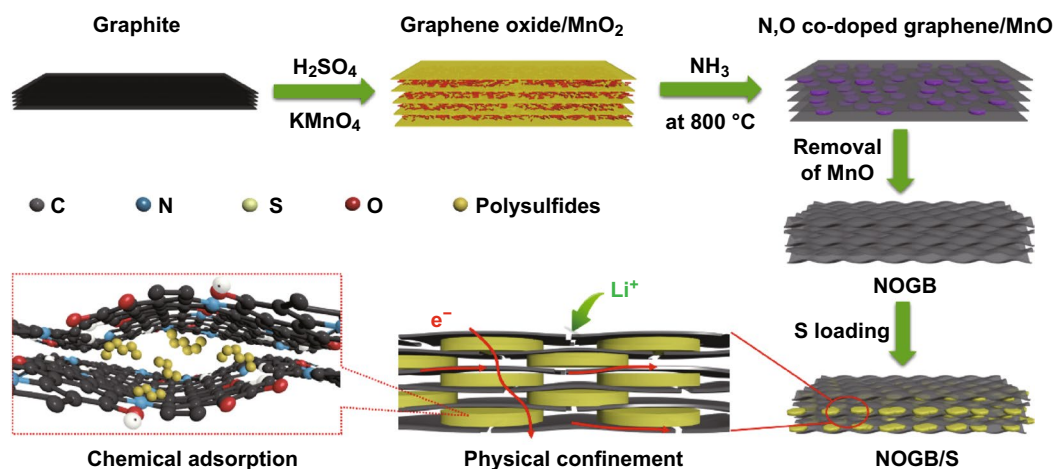 Graphite
Graphene oxide/MnO₂
N,O co-doped graphene/MnO
H₂SO₄
KMnO₄
NH₃
at 800 °C
Removal
of MnO
C
N
S
O
Polysulfides
NOGB
Li⁺
e⁻
S loading
Chemical adsorption
Physical confinement
NOGB/S